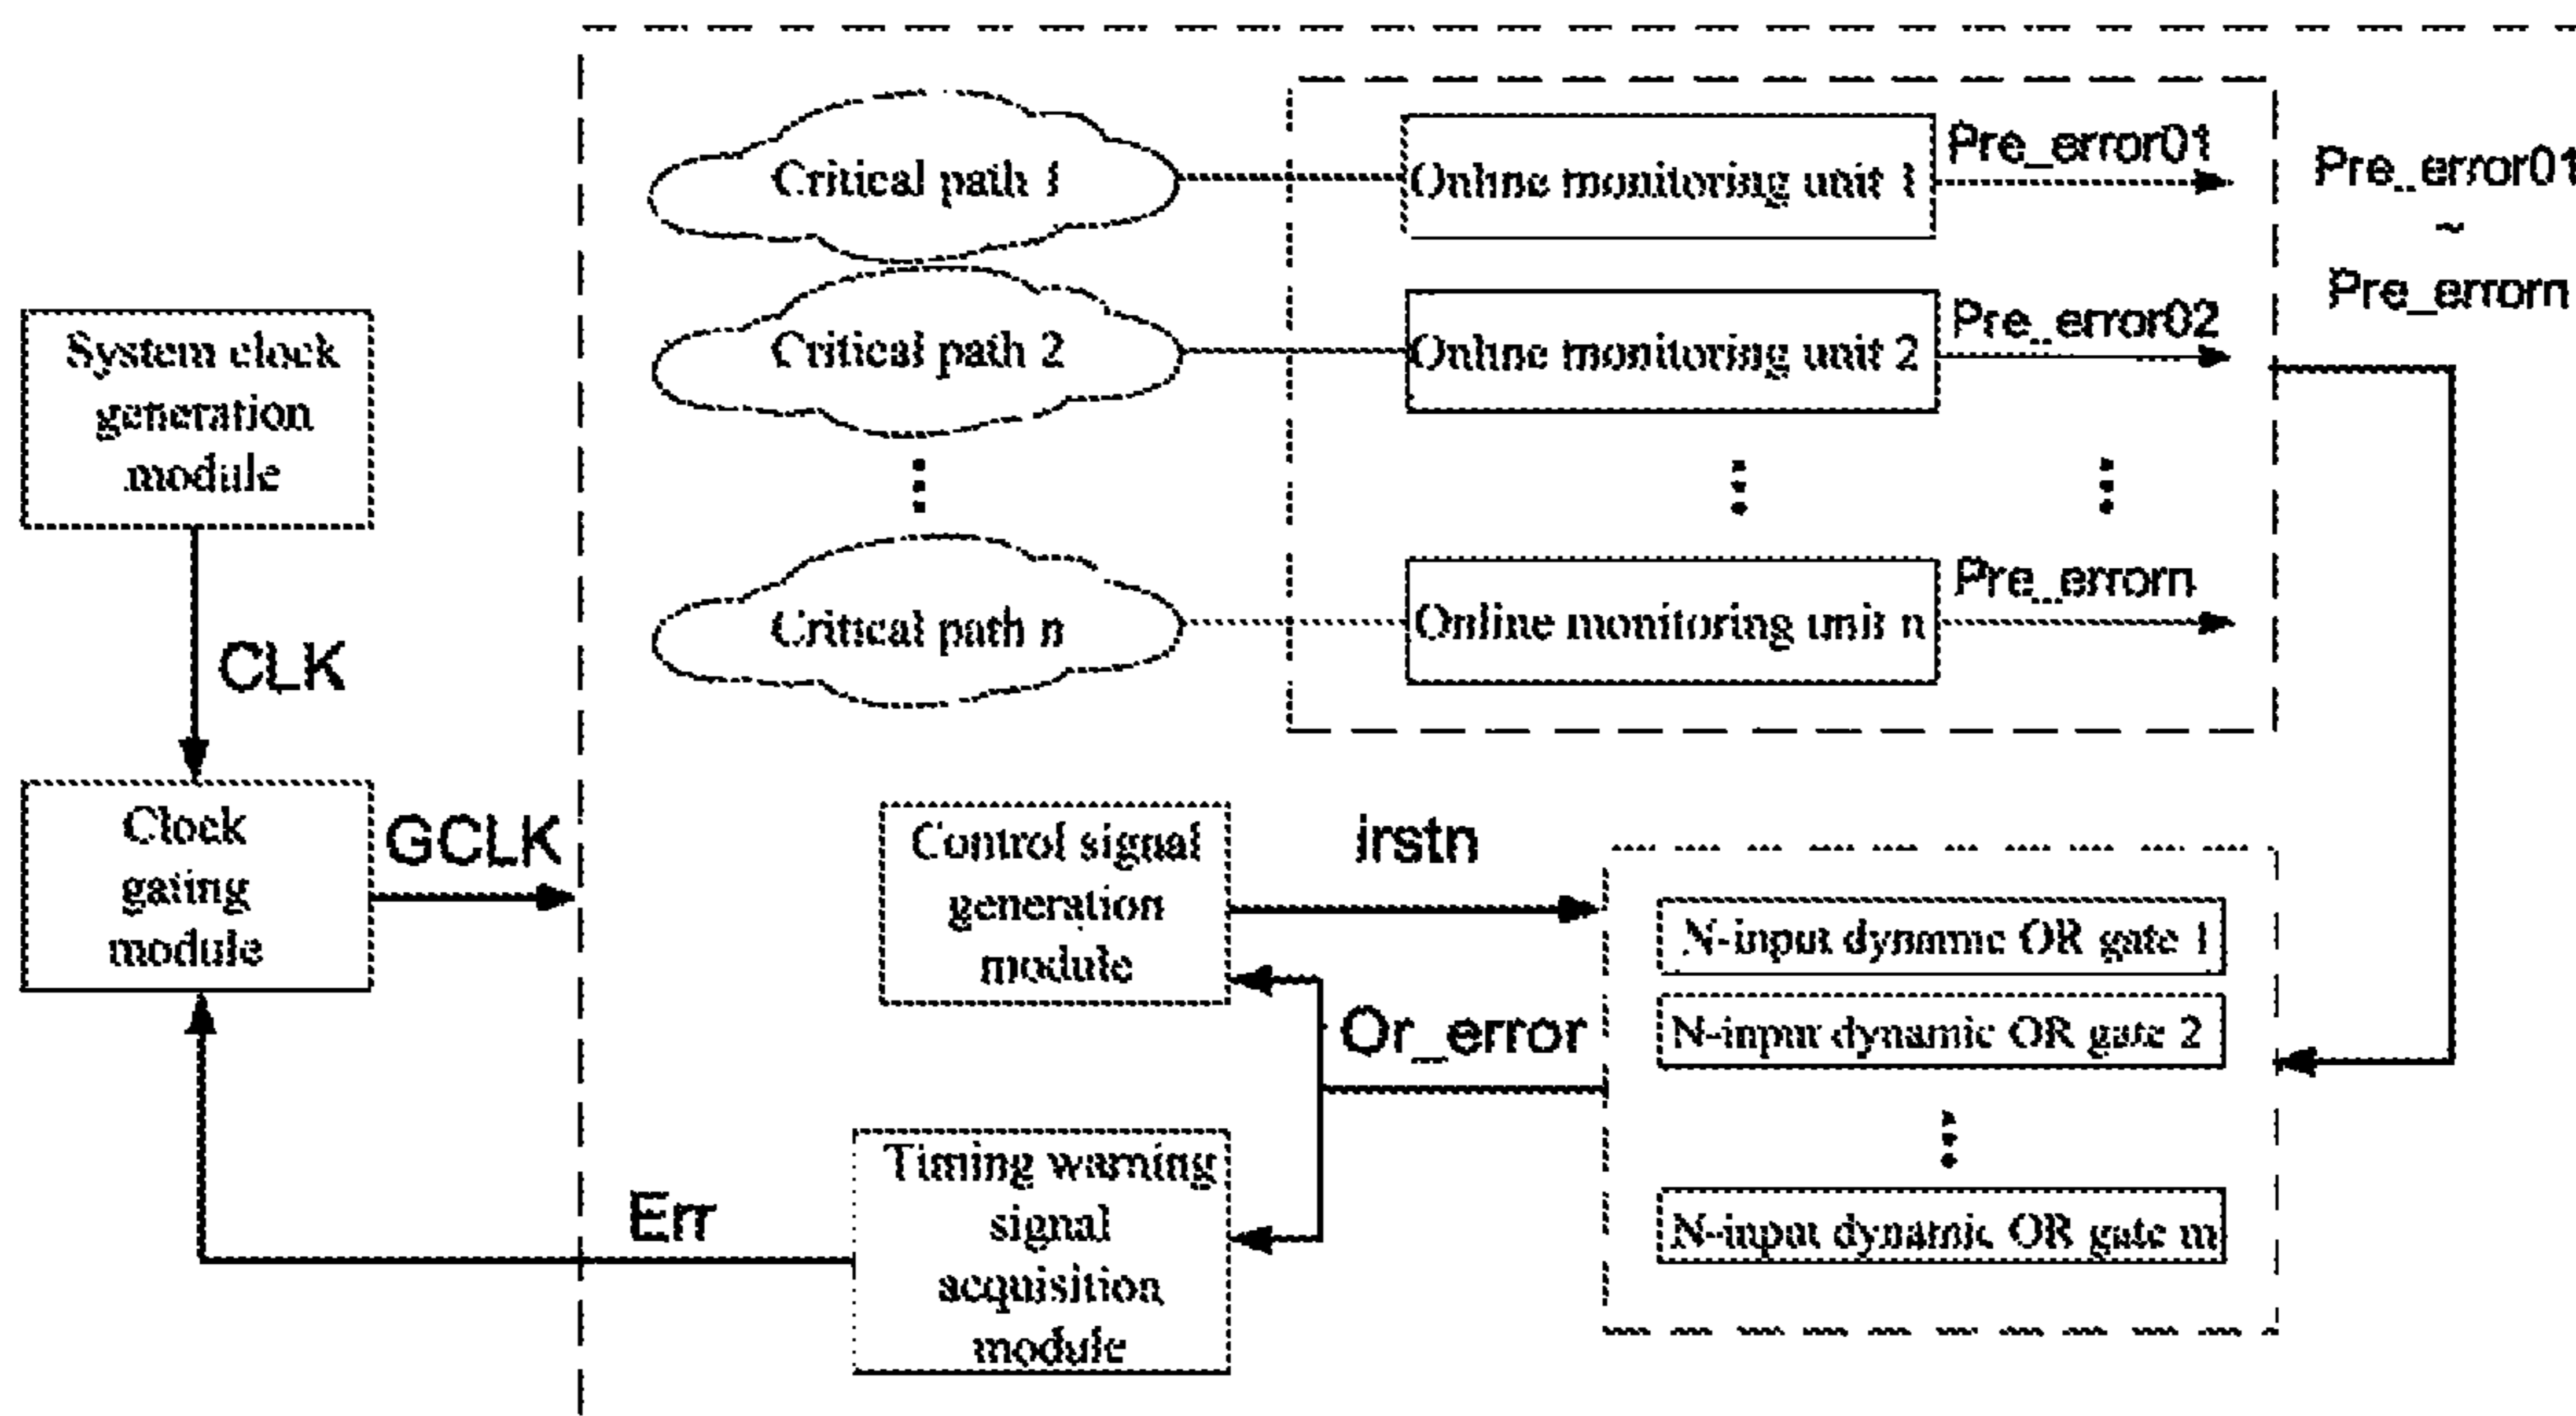 Critical path 1
Online monitoring unit 1
Pre_error01
Pre_error01
~
Pre_errorn
Critical path 2
Online monitoring unit 2
Pre_error02
System clock
generation
module
Critical path n
Online monitoring unit n
Pre_errorn
CLK
Clock
gating
module
GCLK
Control signal
generation
module
irstn
N-input dynamic OR gate 1
N-input dynamic OR gate 2
N-input dynamic OR gate m
Or_error
Timing warning
signal
acquisition
module
Err